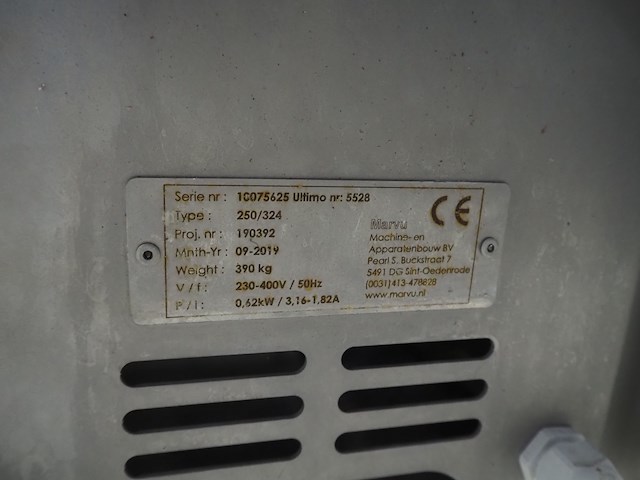 Serie nr : 10075625 Ultimo nr: 5528
Type : 250/324
Proj. nr : 190392
Mnth-Yr : 09-2019
Weight : 390 kg
V / f : 230-400V / 50Hz
P / I : 0,62kW / 3,16-1,82A
CE
Marvu
Machine- en
Apparatenbouw BV
Pearl S. Buckstraat 7
5491 DG Sint-Oedenrode
(0031)413-478828
www.marvu.nl